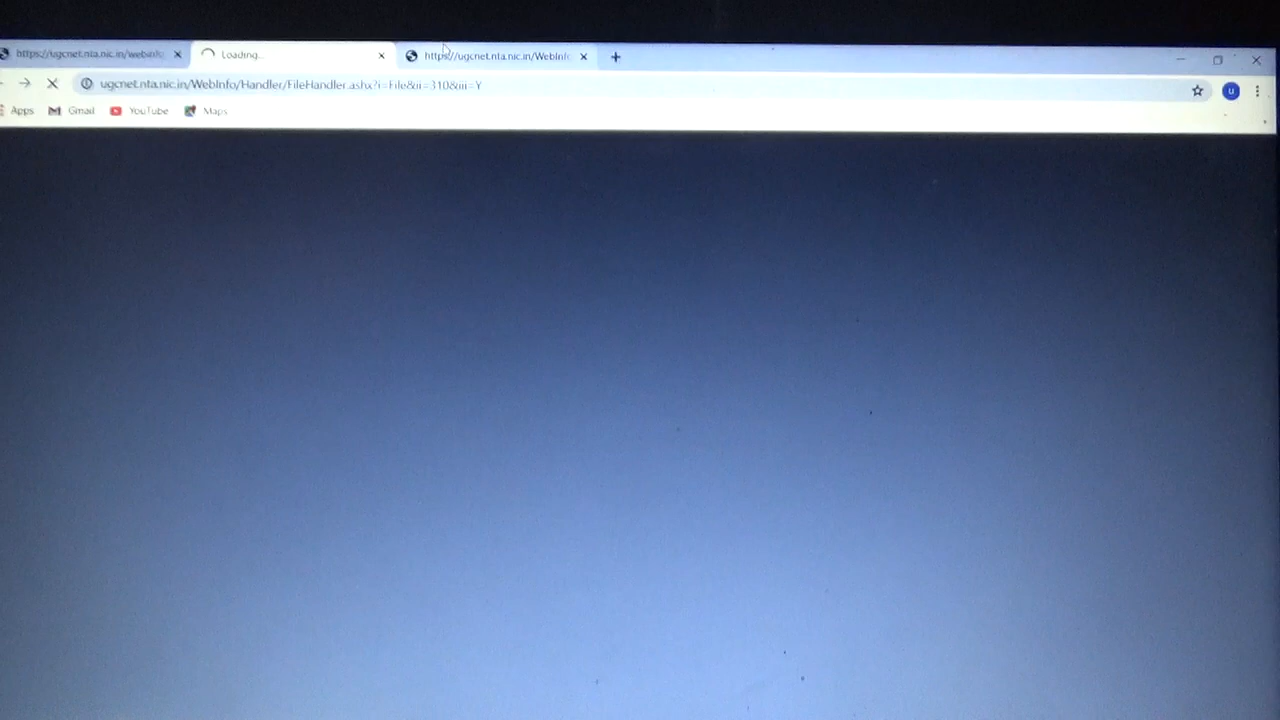 https://ugcnet.nta.nic.in/webinfo
Loading...
https://ugcnet.nta.nic.in/WebInfo
ugcnet.nta.nic.in/WebInfo/Handler/FileHandler.ashx?i=File&ii=310&iii=Y
U
Apps
Gmail
YouTube
Maps